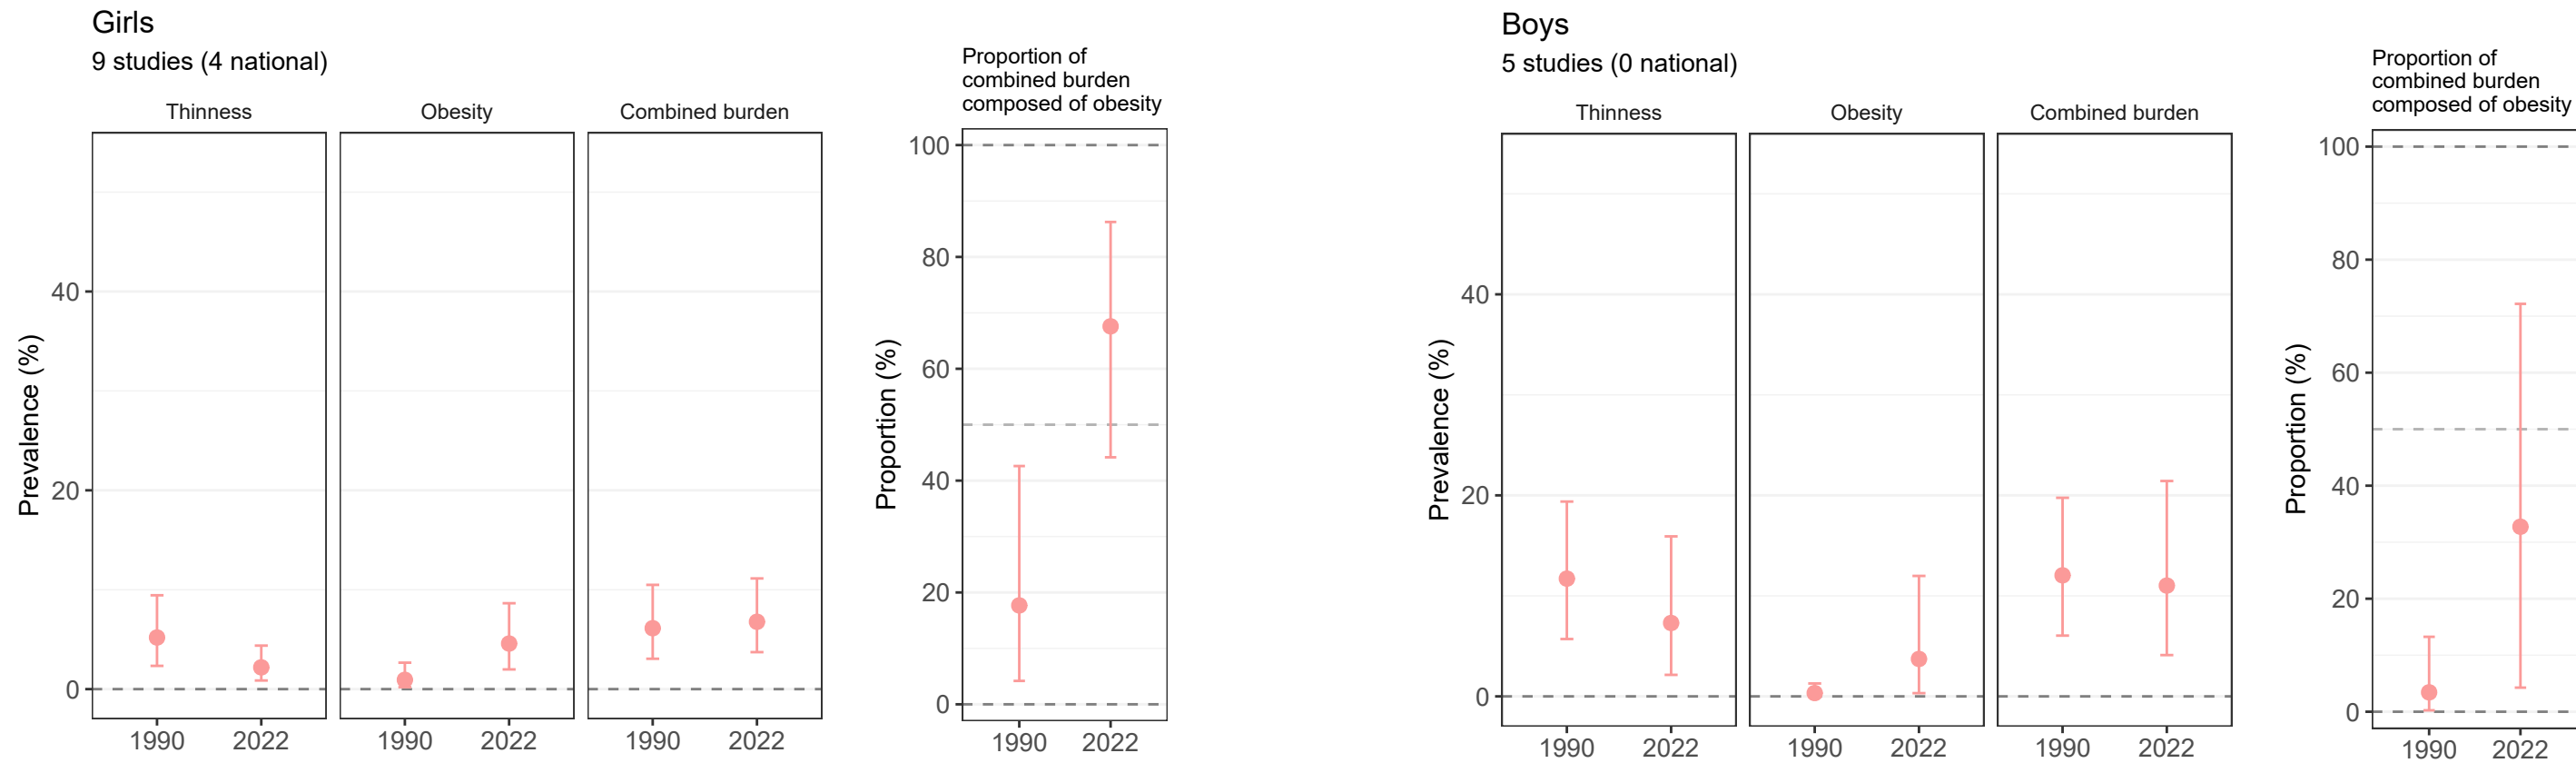 Girls
9 studies (4 national)
Thinness
Obesity
Combined burden
Proportion of
combined burden
composed of obesity
Prevalence (%)
40
20
0
1990 2022
1990 2022
1990 2022
Proportion (%)
100
80
60
40
20
0
1990 2022
Boys
5 studies (0 national)
Thinness
Obesity
Combined burden
Proportion of
combined burden
composed of obesity
Prevalence (%)
40
20
0
1990 2022
1990 2022
1990 2022
Proportion (%)
100
80
60
40
20
0
1990 2022